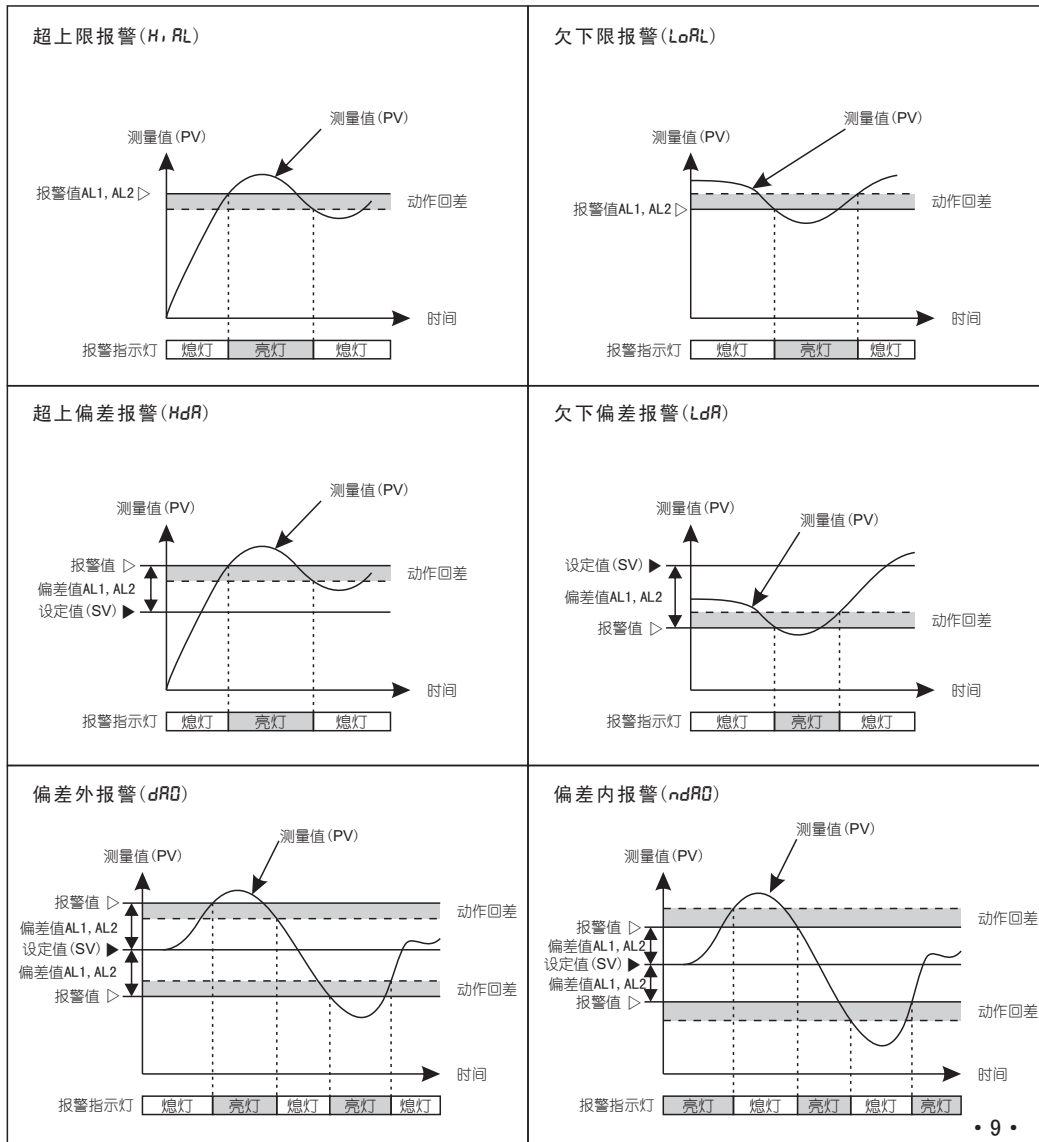 超上限报警(HiAL)
测量值(PV)
测量值(PV)
报警值AL1, AL2
动作回差
时间
报警指示灯 熄灯 亮灯 熄灯
欠下限报警(LoAL)
测量值(PV)
测量值(PV)
动作回差
报警值AL1, AL2
时间
报警指示灯 熄灯 亮灯 熄灯
超上偏差报警(HdA)
测量值(PV)
测量值(PV)
报警值
动作回差
偏差值AL1, AL2
设定值(SV)
时间
报警指示灯 熄灯 亮灯 熄灯
欠下偏差报警(LdA)
测量值(PV)
测量值(PV)
设定值(SV)
偏差值AL1, AL2
动作回差
报警值
时间
报警指示灯 熄灯 亮灯 熄灯
偏差外报警(dAO)
测量值(PV)
测量值(PV)
报警值
动作回差
偏差值AL1, AL2
设定值(SV)
偏差值AL1, AL2
动作回差
报警值
时间
报警指示灯 熄灯 亮灯 熄灯 亮灯 熄灯
偏差内报警(ndAO)
测量值(PV)
测量值(PV)
动作回差
报警值
偏差值AL1, AL2
设定值(SV)
偏差值AL1, AL2
报警值
动作回差
时间
报警指示灯 亮灯 熄灯 亮灯 熄灯 亮灯
• 9 •